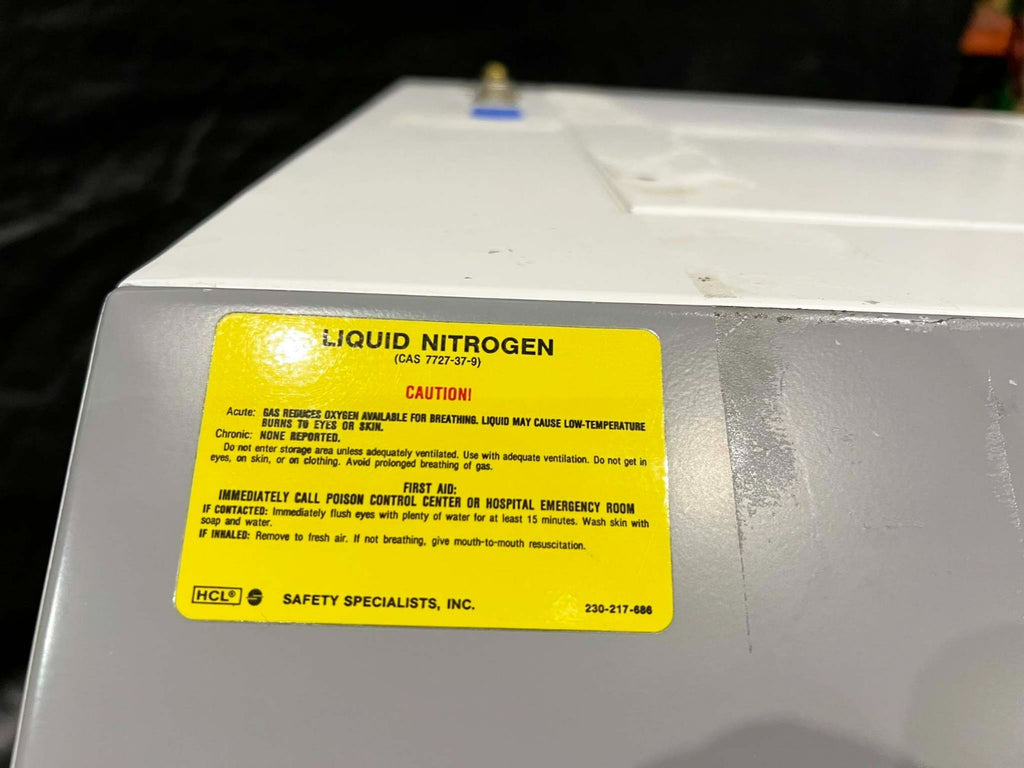 LIQUID NITROGEN
(CAS 7727-37-9)
CAUTION!
Acute: GAS REDUCES OXYGEN AVAILABLE FOR BREATHING. LIQUID MAY CAUSE LOW-TEMPERATURE
BURNS TO EYES OR SKIN.
Chronic: NONE REPORTED.
Do not enter storage area unless adequately ventilated. Use with adequate ventilation. Do not get in
eyes, on skin, or on clothing. Avoid prolonged breathing of gas.
FIRST AID:
IMMEDIATELY CALL POISON CONTROL CENTER OR HOSPITAL EMERGENCY ROOM
IF CONTACTED: Immediately flush eyes with plenty of water for at least 15 minutes. Wash skin with
soap and water.
IF INHALED: Remove to fresh air. If not breathing, give mouth-to-mouth resuscitation.
HCL® SAFETY SPECIALISTS, INC. 230-217-686